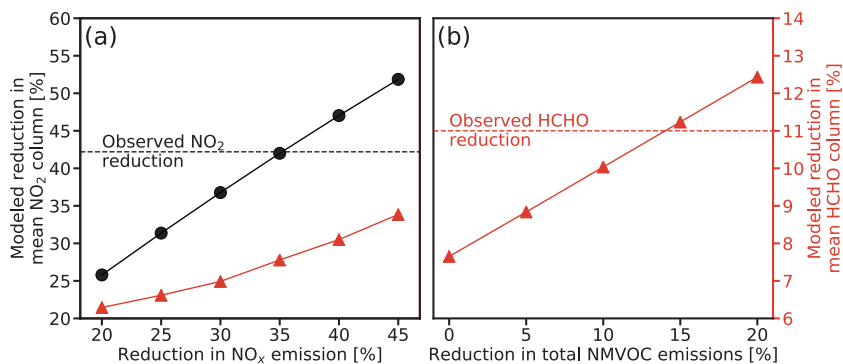 (a)
Modeled reduction in
mean NO₂ column [%]
60
55
50
45
40
35
30
25
20
Observed NO₂
reduction
20 25 30 35 40 45
Reduction in NOₓ emission [%]
(b)
Observed HCHO
reduction
0 5 10 15 20
Reduction in total NMVOC emissions [%]
14
13
12
11
10
9
8
7
6
Modeled reduction in
mean HCHO column [%]